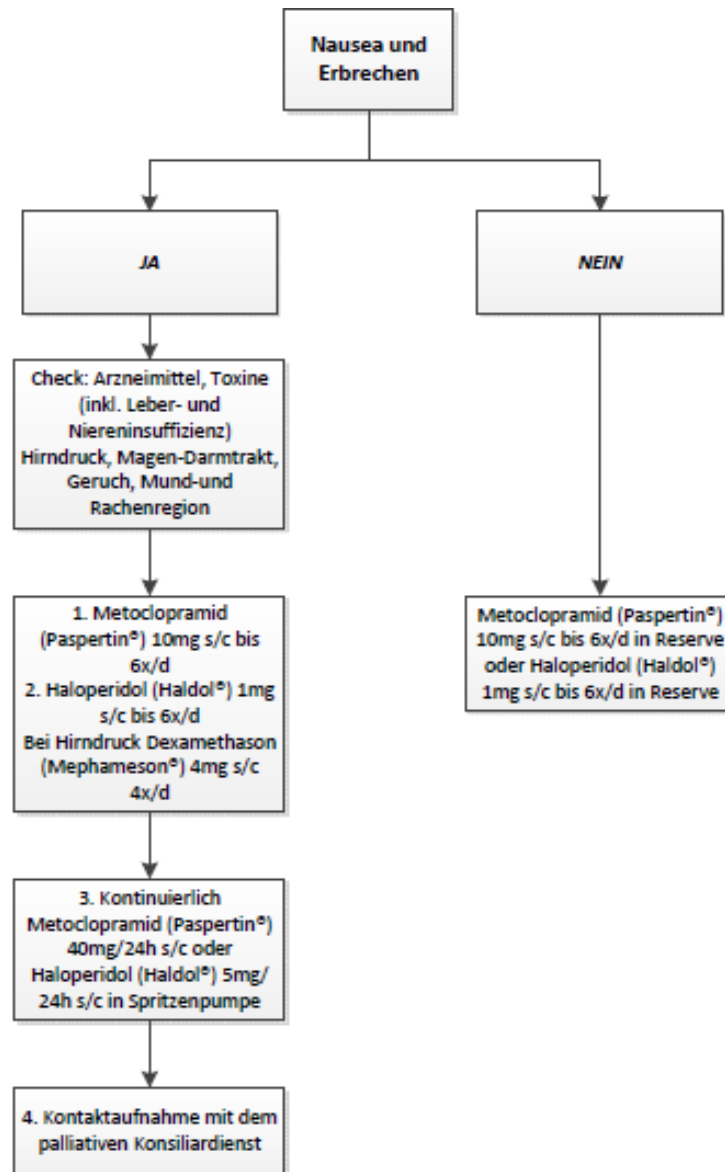 Nausea und
Erbrechen
JA
NEIN
Check: Arzneimittel, Toxine
(inkl. Leber- und
Niereninsuffizienz)
Hirndruck, Magen-Darmtrakt,
Geruch, Mund-und
Rachenregion
1. Metoclopramid
(Paspertin®) 10mg s/c bis
6x/d
2. Haloperidol (Haldol®) 1mg
s/c bis 6x/d
Bei Hirndruck Dexamethason
(Mephameson®) 4mg s/c
4x/d
Metoclopramid (Paspertin®)
10mg s/c bis 6x/d in Reserve
oder Haloperidol (Haldol®)
1mg s/c bis 6x/d in Reserve
3. Kontinuierlich
Metoclopramid (Paspertin®)
40mg/24h s/c oder
Haloperidol (Haldol®) 5mg/
24h s/c in Spritzenpumpe
4. Kontaktaufnahme mit dem
palliativen Konsiliardienst